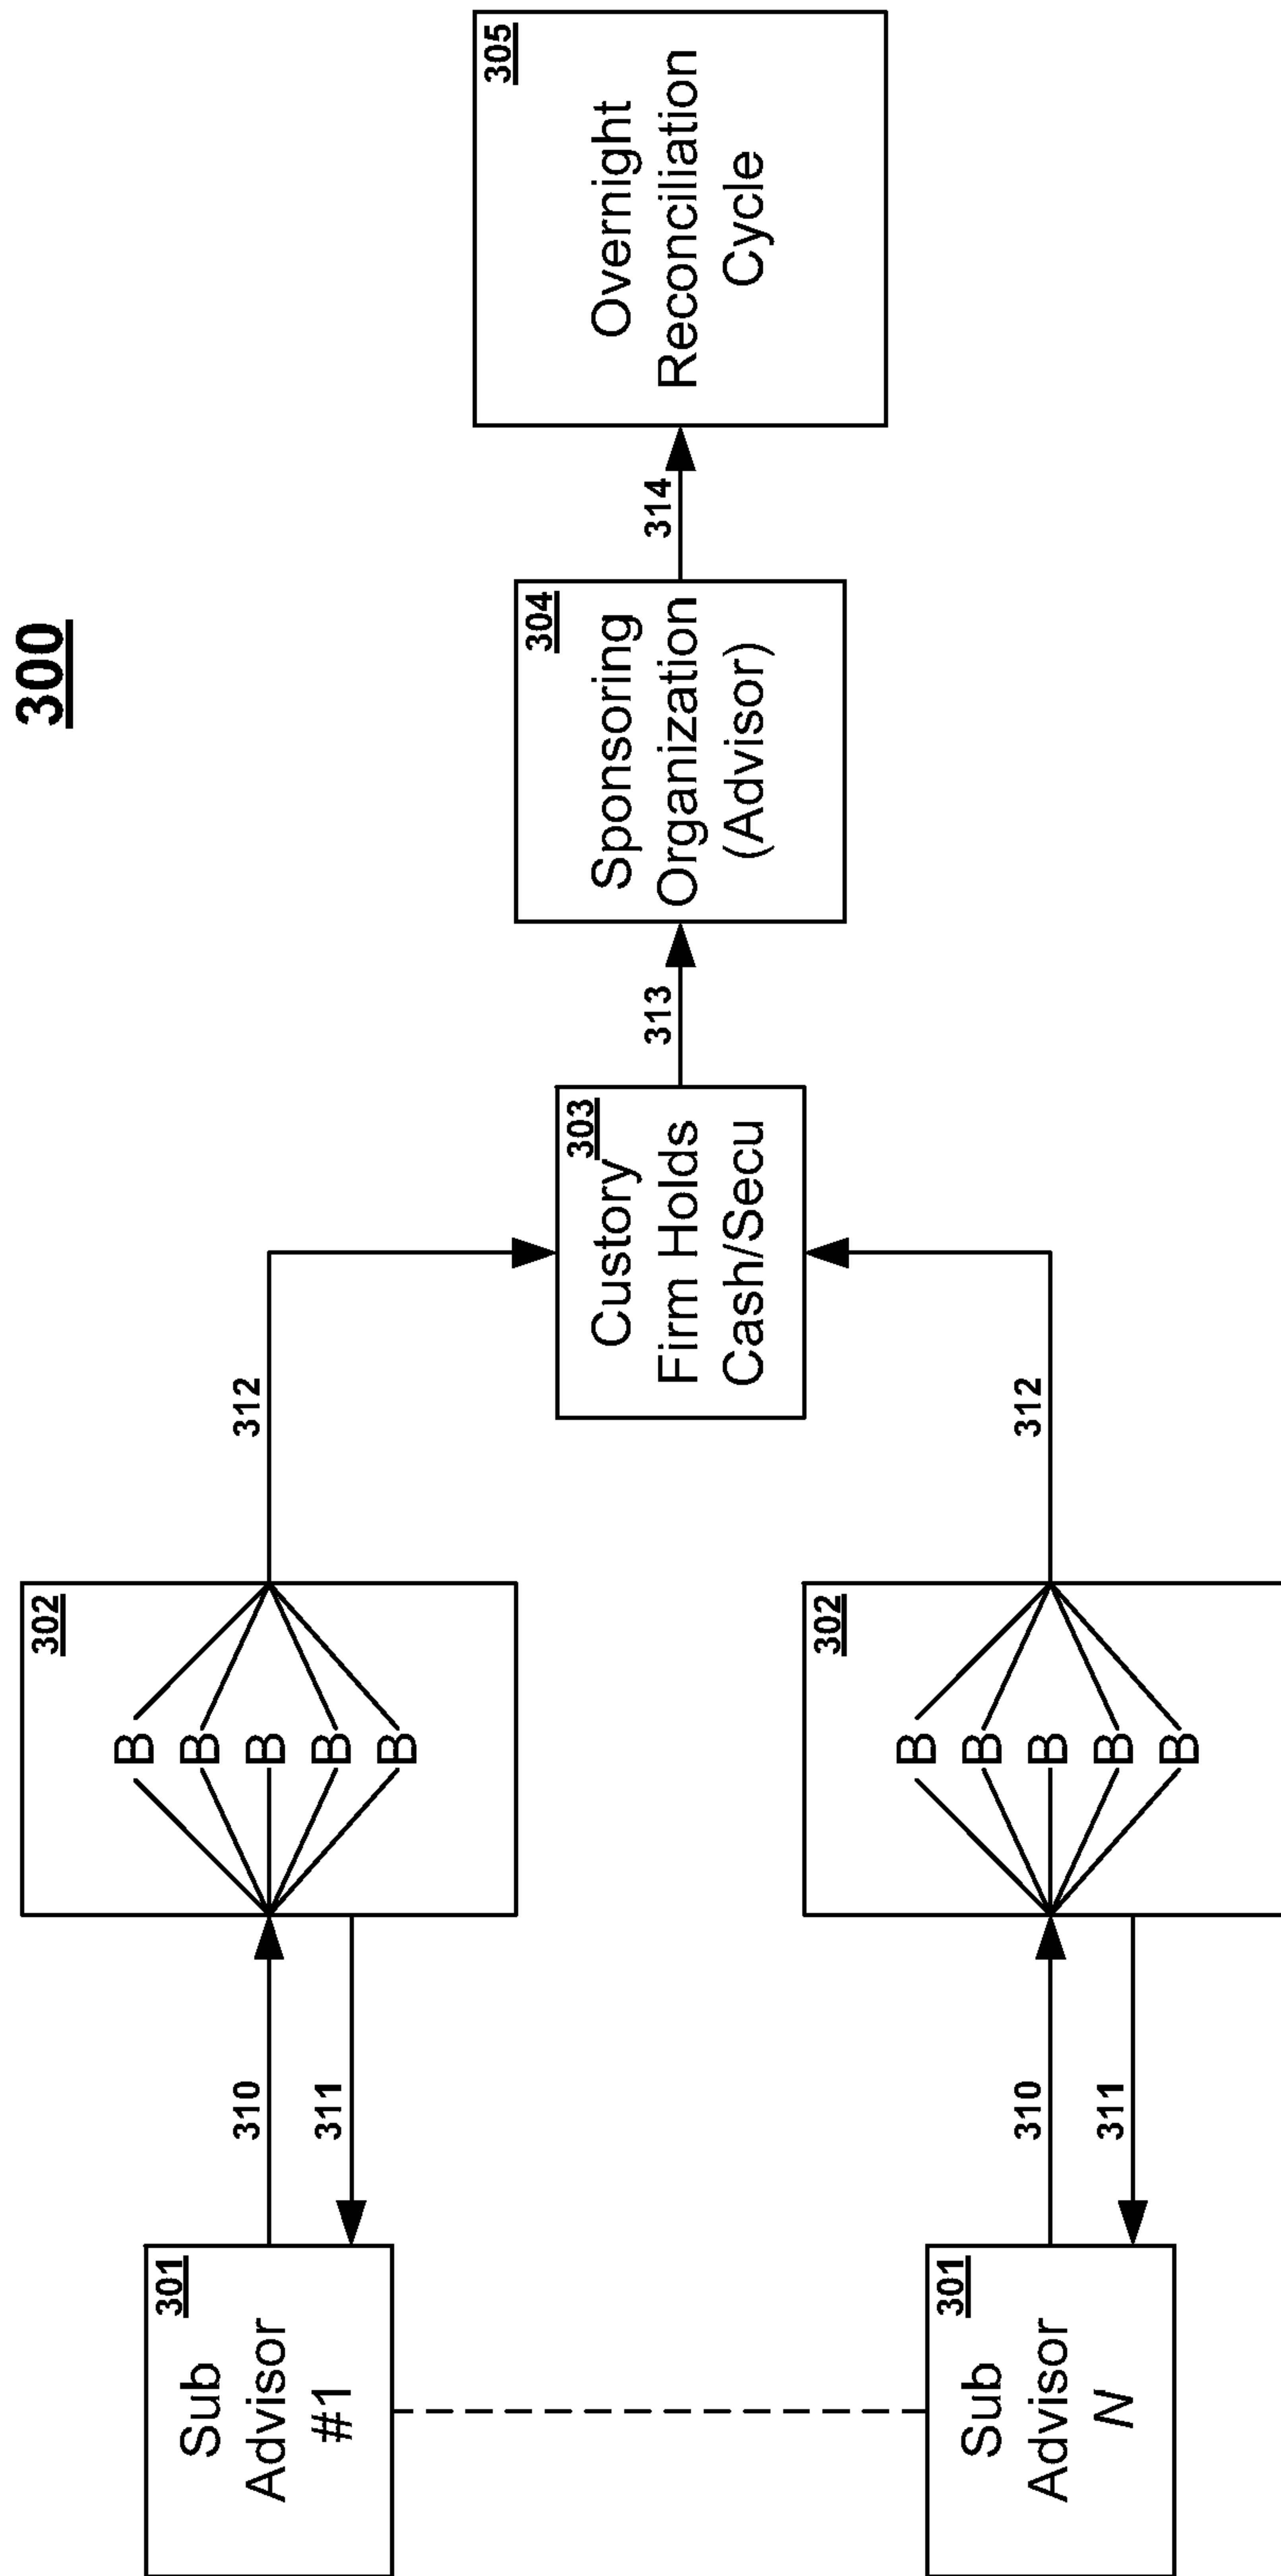 300
301
Sub
Advisor
#1
310
311
302
B
B
B
B
B
312
303
Custory
Firm Holds
Cash/Secu
313
304
Sponsoring
Organization
(Advisor)
314
305
Overnight
Reconciliation
Cycle
301
Sub
Advisor
N
310
311
302
B
B
B
B
B
312